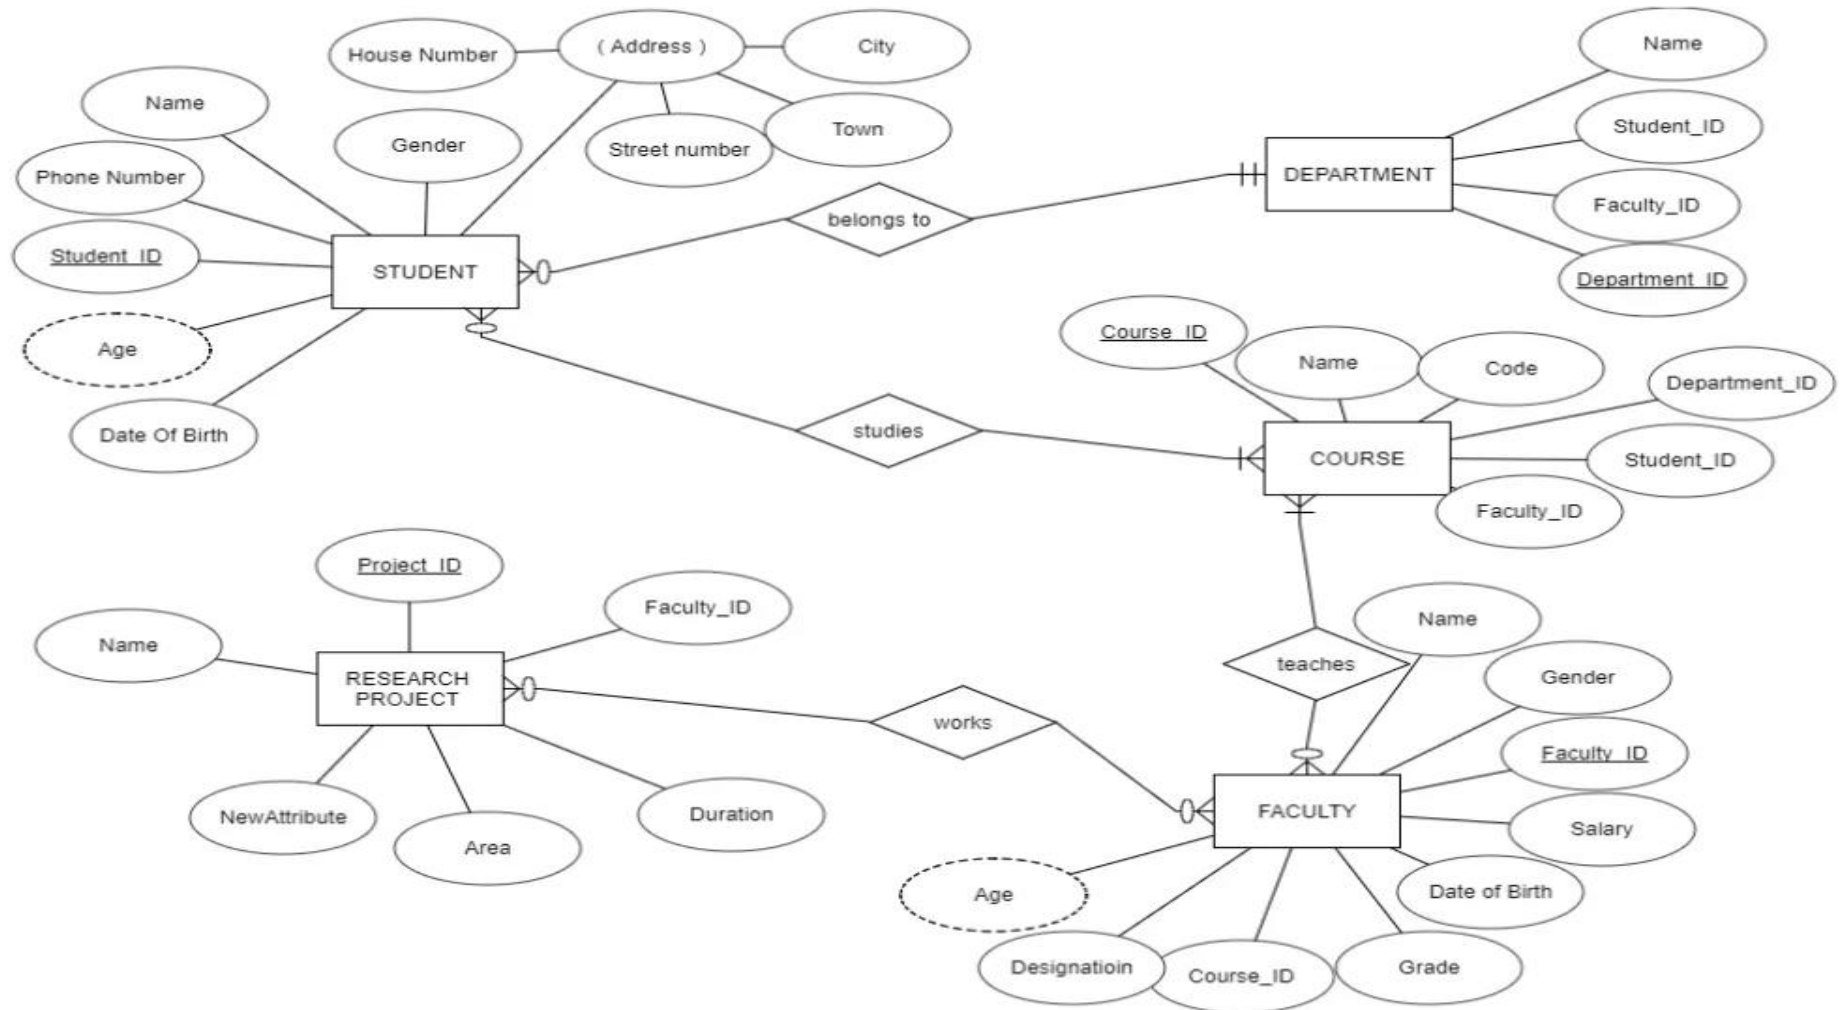 Name
House Number
( Address )
City
Name
Gender
Street number
Town
Student_ID
Phone Number
belongs to
DEPARTMENT
Faculty_ID
Student_ID
STUDENT
Department_ID
Age
Course_ID
Name
Code
Department_ID
Date Of Birth
studies
COURSE
Student_ID
Faculty_ID
Project_ID
Faculty_ID
Name
Name
teaches
Gender
RESEARCH
PROJECT
works
Faculty_ID
NewAttribute
Area
Duration
FACULTY
Salary
Age
Date of Birth
Designatioin
Course_ID
Grade